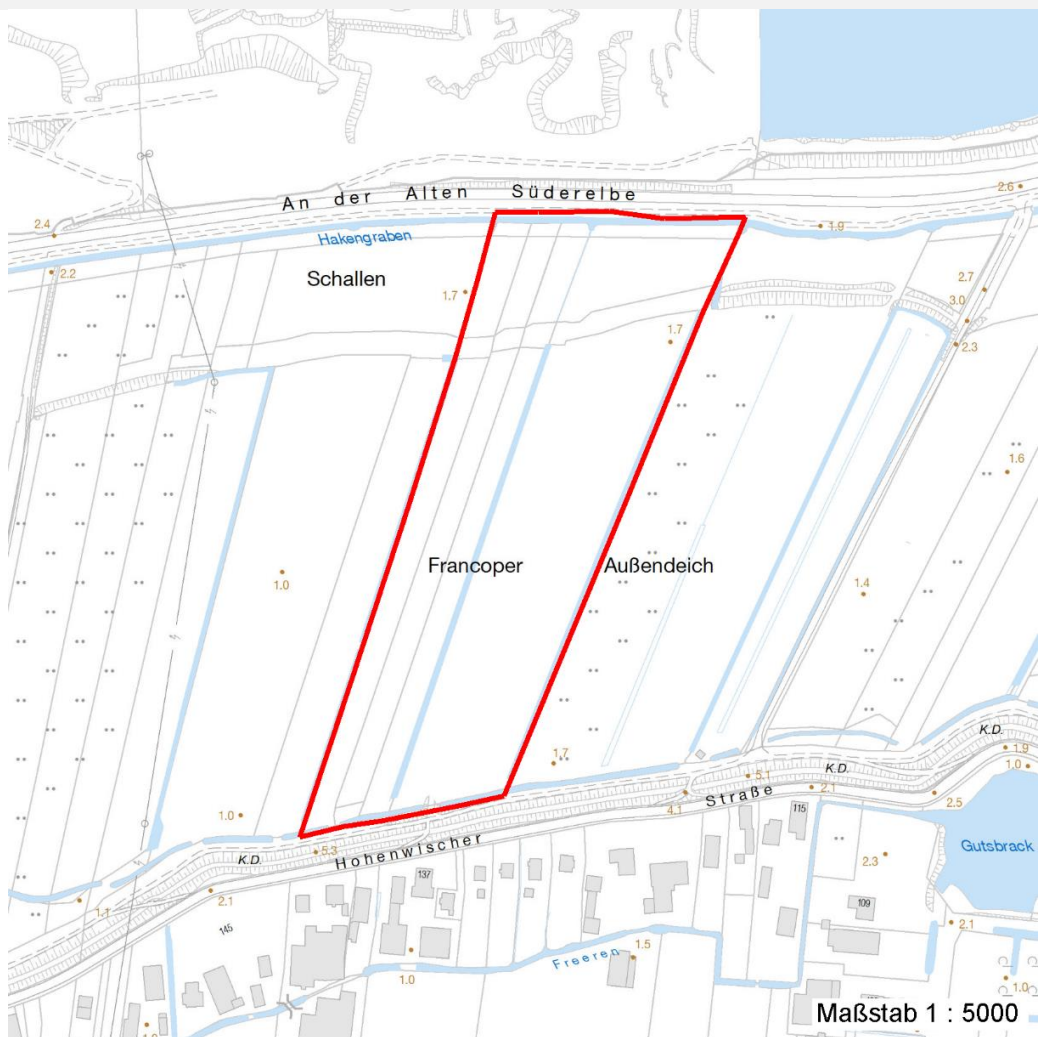 An der Alten Süderelbe
2.6
2.4
1.9
Hakengraben
2.2
Schallen
2.7
1.7
3.0
1.7
2.3
1.6
Francoper
Außendeich
1.0
1.4
K.D.
1.7
1.9
5.1
K.D.
1.0
2.1
4.1
Straße
2.5
1.0
115
5.3
Hohenwischer
K.D.
Gutsbrack
2.3
137
2.1
1.1
109
145
2.1
1.5
Freeren
1.0
1.0
Maßstab 1 : 5000